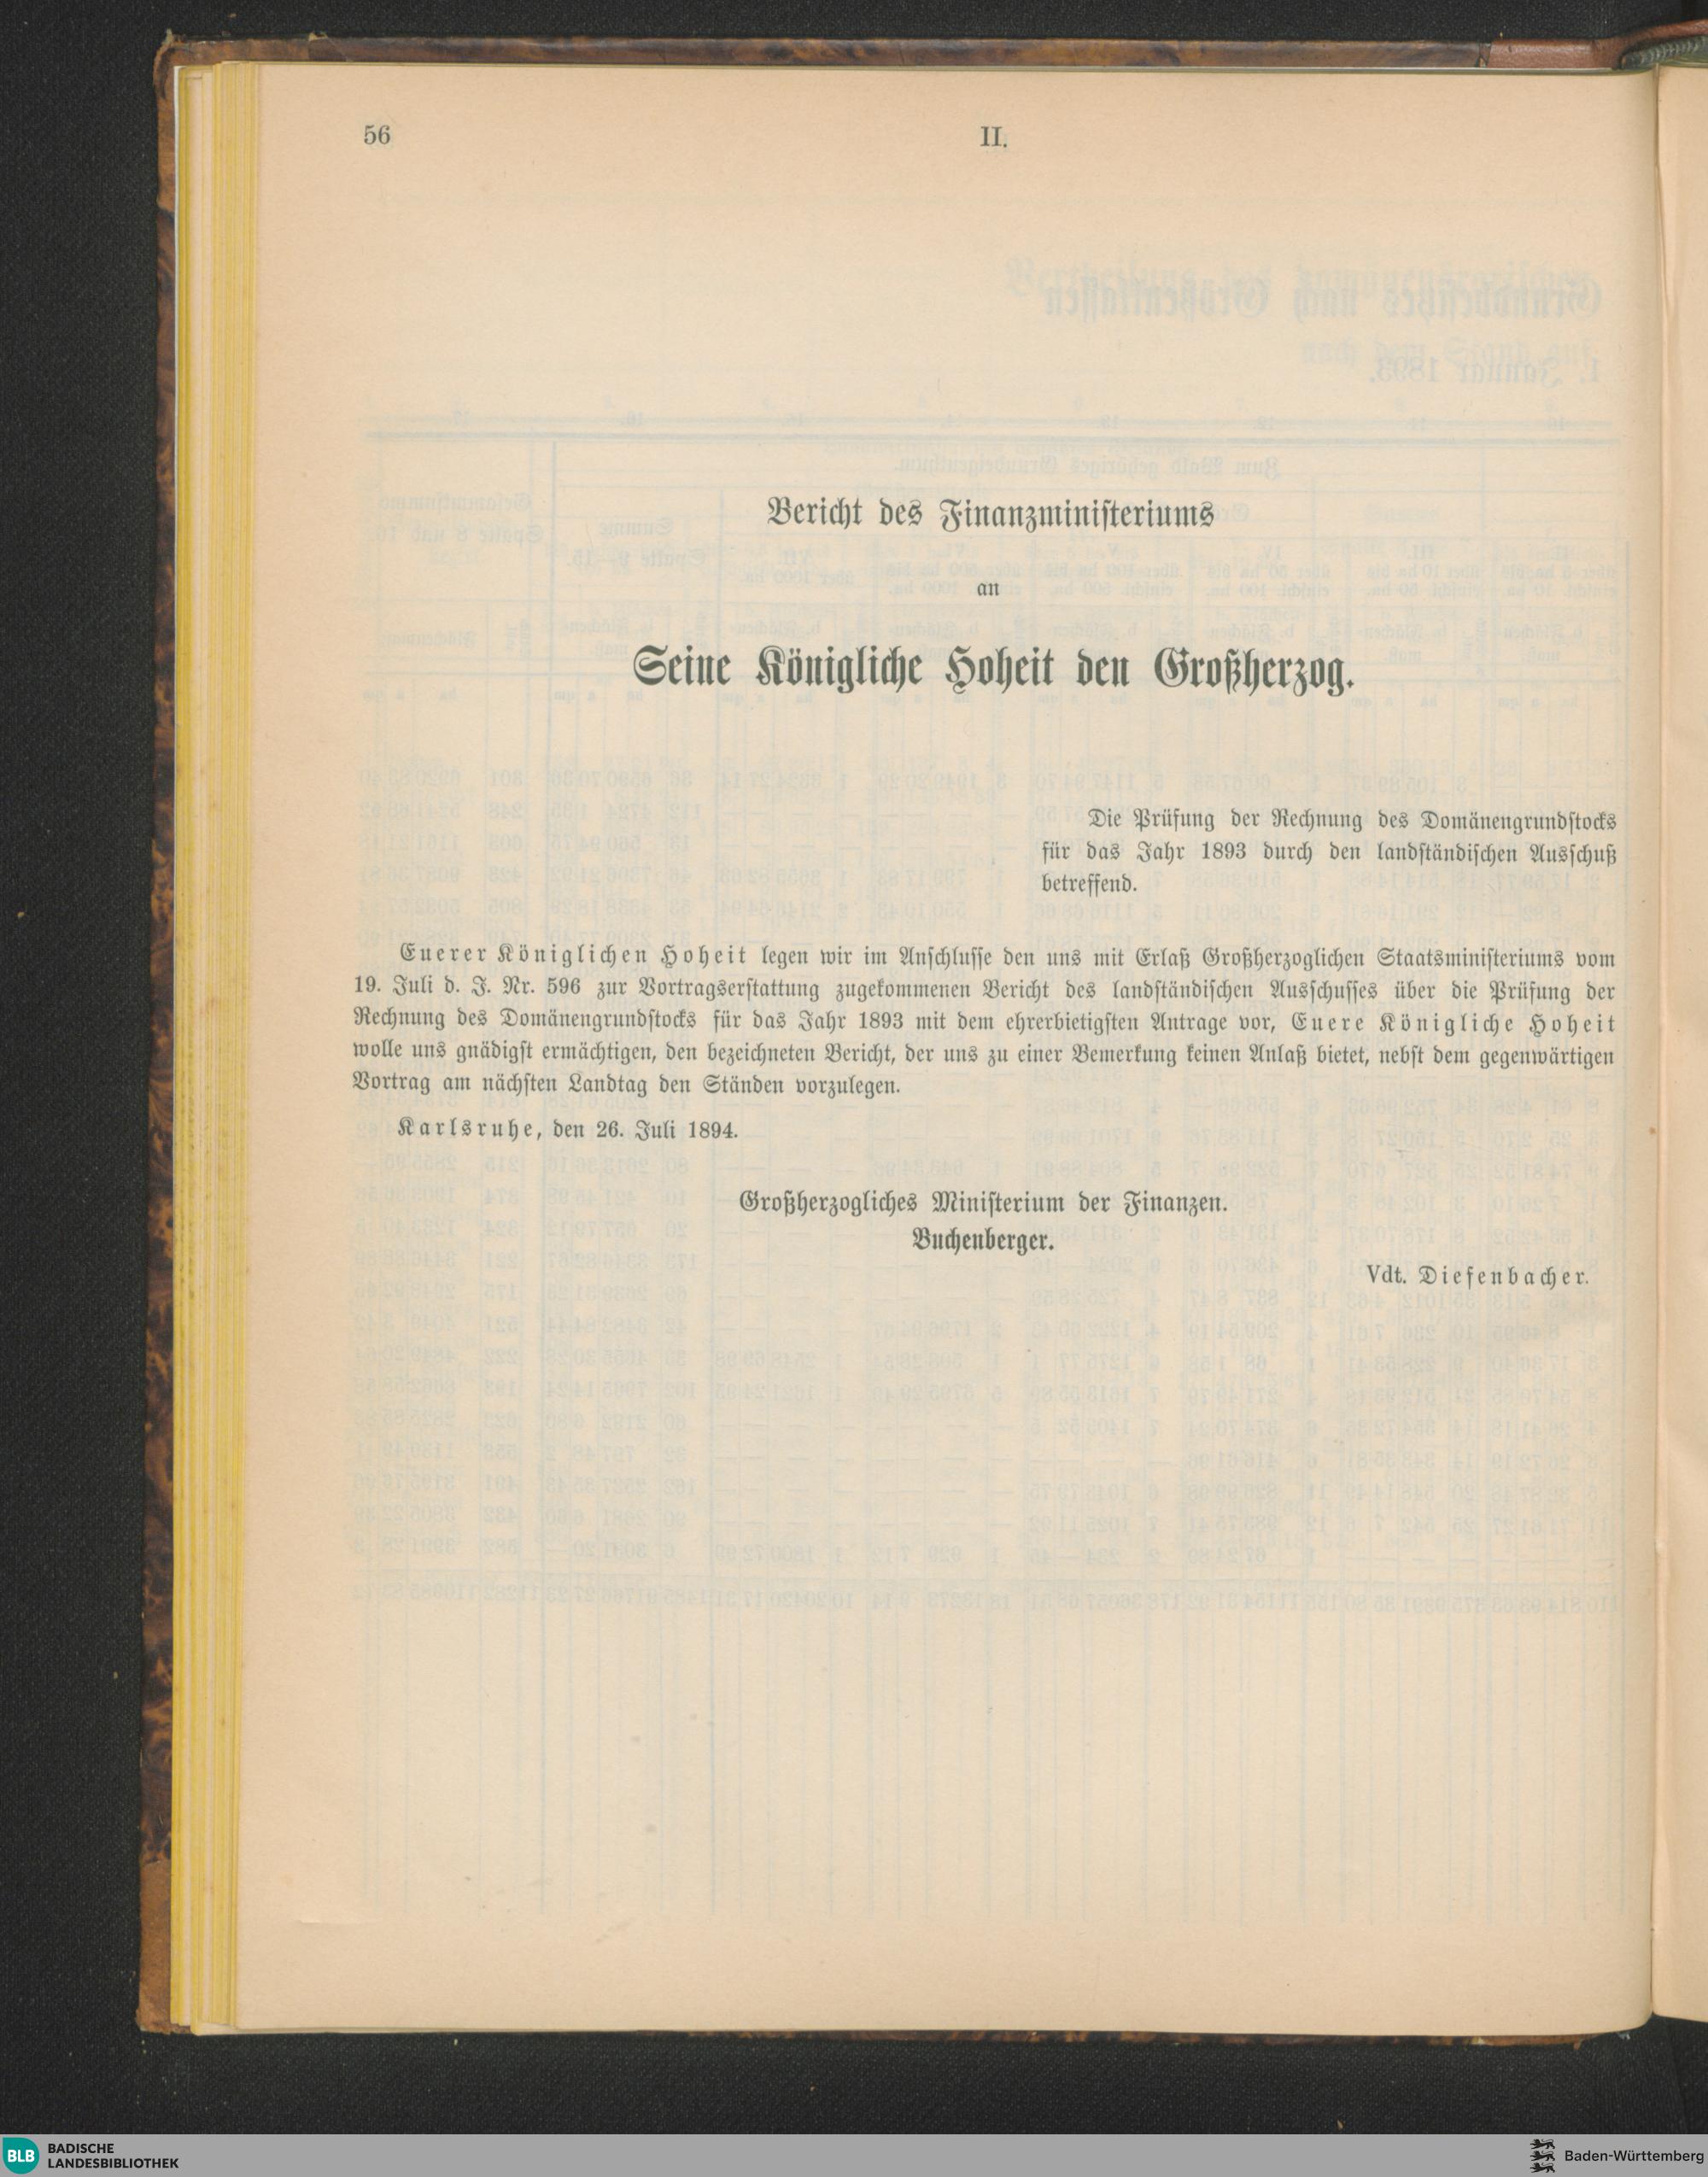 56
II.
Bericht des Finanzministeriums
an
Seine Königliche Hoheit den Großherzog.
Die Prüfung der Rechnung des Domänengrundstocks
für das Jahr 1893 durch den landständischen Ausschuß
betreffend.
Euerer Königlichen Hoheit legen wir im Anschlusse den uns mit Erlaß Großherzoglichen Staatsministeriums vom
19. Juli d. J. Nr. 596 zur Vortragserstattung zugekommenen Bericht des landständischen Ausschusses über die Prüfung der
Rechnung des Domänengrundstocks für das Jahr 1893 mit dem ehrerbietigsten Antrage vor, Euere Königliche Hoheit
wolle uns gnädigst ermächtigen, den bezeichneten Bericht, der uns zu einer Bemerkung keinen Anlaß bietet, nebst dem gegenwärtigen
Vortrag am nächsten Landtag den Ständen vorzulegen.
Karlsruhe, den 26. Juli 1894.
Großherzogliches Ministerium der Finanzen.
Buchenberger.
Vdt. Diefenbacher.
BLB
BADISCHE
LANDESBIBLIOTHEK
Baden-Württemberg